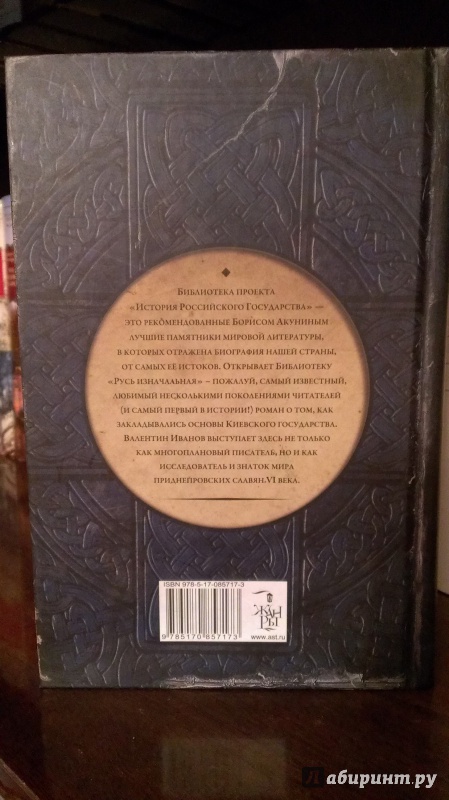 Библиотека проекта
«История Российского Государства» —
это рекомендованные Борисом Акуниным
лучшие памятники мировой литературы,
в которых отражена биография нашей страны,
от самых её истоков. Открывает Библиотеку
«Русь изначальная» – пожалуй, самый известный,
любимый несколькими поколениями читателей
(и самый первый в истории!) роман о том, как
закладывались основы Киевского государства.
Валентин Иванов выступает здесь не только
как многоплановый писатель, но и как
исследователь и знаток мира
приднепровских славян VI века.
ISBN 978-5-17-085717-3
9 785170 857173
ЖАН
РЫ
www.ast.ru
Лабиринт.ру